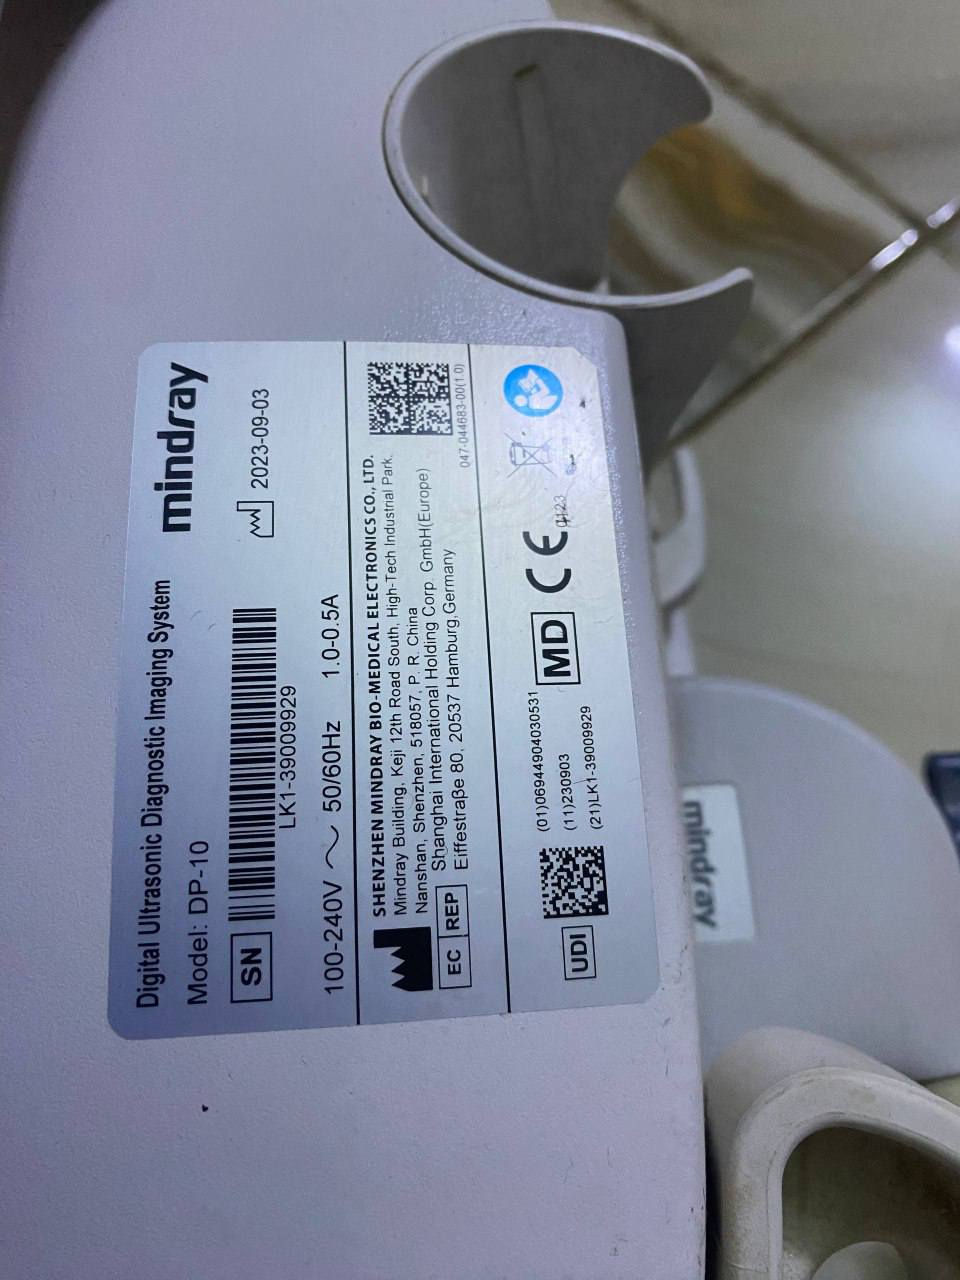 Digital Ultrasonic Diagnostic Imaging System
mindray
Model: DP-10
SN
LK1-39009929
2023-09-03
100-240V ～ 50/60Hz 1.0-0.5A
SHENZHEN MINDRAY BIO-MEDICAL ELECTRONICS CO., LTD.
Mindray Building, Keji 12th Road South, High-Tech Industrial Park,
Nanshan, Shenzhen, 518057, P. R. China
EC REP
Shanghai International Holding Corp. GmbH(Europe)
Eiffestraβe 80, 20537 Hamburg,Germany
047-044683-00(1.0)
UDI
(01)06944904030531
(11)230903
(21)LK1-39009929
MD
CE
0123
mindray